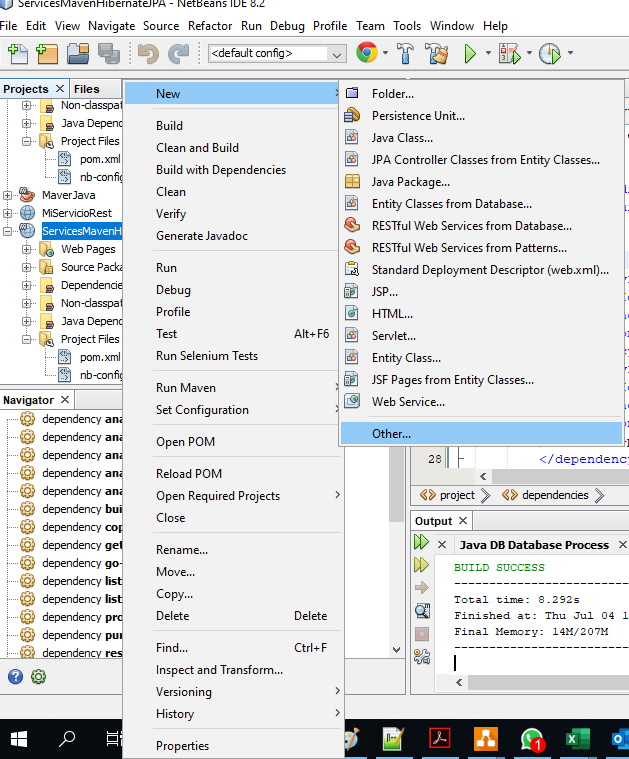 ServicesMavenHibernateJPA - NetBeans IDE 8.2
File Edit View Navigate Source Refactor Run Debug Profile Team Tools Window Help
<default config>
Projects
Files
Non-classpat
Java Depend
Project Files
pom.xml
nb-config
MaverJava
MiServicioRest
ServicesMavenHi
Web Pages
Source Packa
Dependencie
Non-classpat
Java Depend
Project Files
pom.xml
nb-config
Navigator
dependency ana
dependency ana
dependency ana
dependency ana
dependency ana
dependency bui
dependency cop
dependency get
dependency go-
dependency list
dependency list
dependency pro
dependency pur
dependency res
New
Build
Clean and Build
Build with Dependencies
Clean
Verify
Generate Javadoc
Run
Debug
Profile
Test Alt+F6
Run Selenium Tests
Run Maven
Set Configuration
Open POM
Reload POM
Open Required Projects
Close
Rename...
Move...
Copy...
Delete Delete
Find... Ctrl+F
Inspect and Transform...
Versioning
History
Properties
Folder...
Persistence Unit...
Java Class...
JPA Controller Classes from Entity Classes...
Java Package...
Entity Classes from Database...
RESTful Web Services from Database...
RESTful Web Services from Patterns...
Standard Deployment Descriptor (web.xml)...
JSP...
HTML...
Servlet...
Entity Class...
JSF Pages from Entity Classes...
Web Service...
Other...
28 </dependency
project
dependencies
Output
Java DB Database Process
BUILD SUCCESS
------------------------
Total time: 8.292s
Finished at: Thu Jul 04 1
Final Memory: 14M/207M
------------------------
1